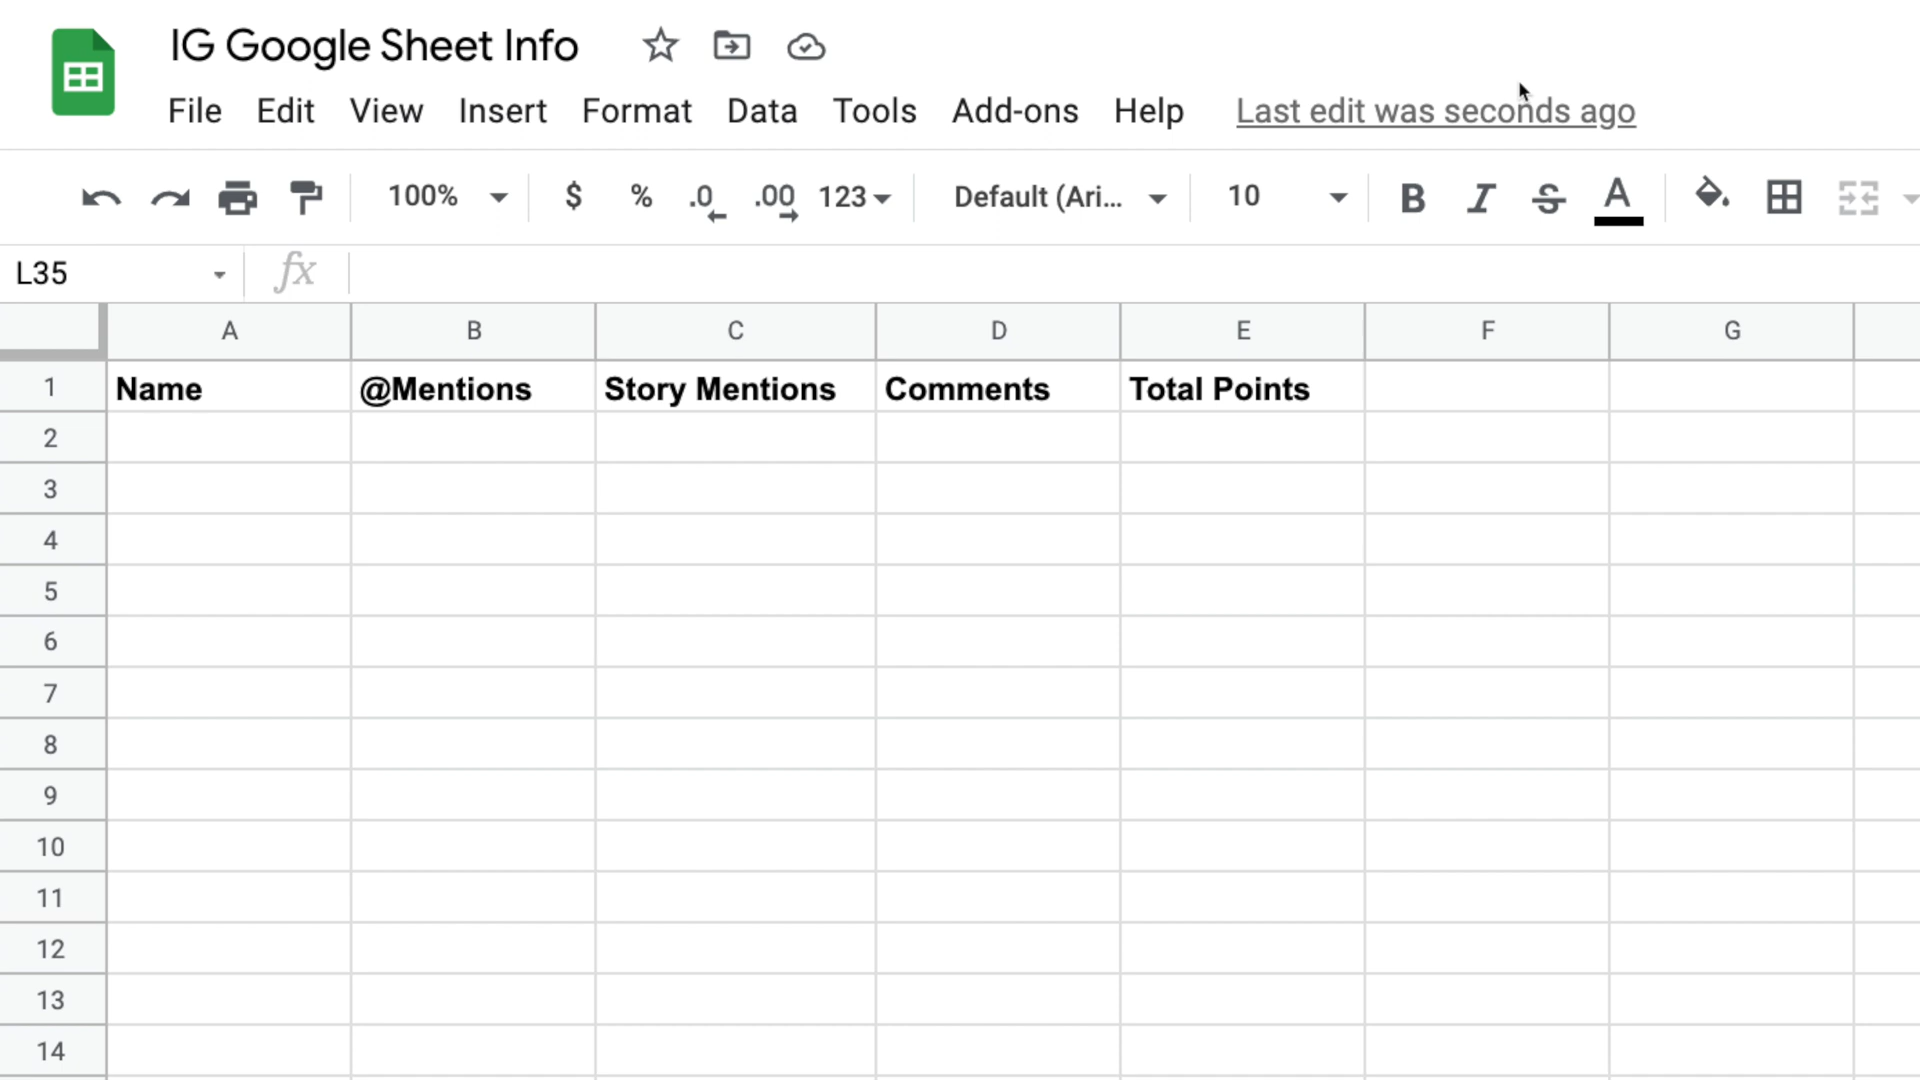 IG Google Sheet Info
File Edit View Insert Format Data Tools Add-ons Help Last edit was seconds ago
100% $ % .0 .00 123 Default (Ari... 10 B I S A
L35 fx
A B C D E F G
1 Name @Mentions Story Mentions Comments Total Points
2
3
4
5
6
7
8
9
10
11
12
13
14